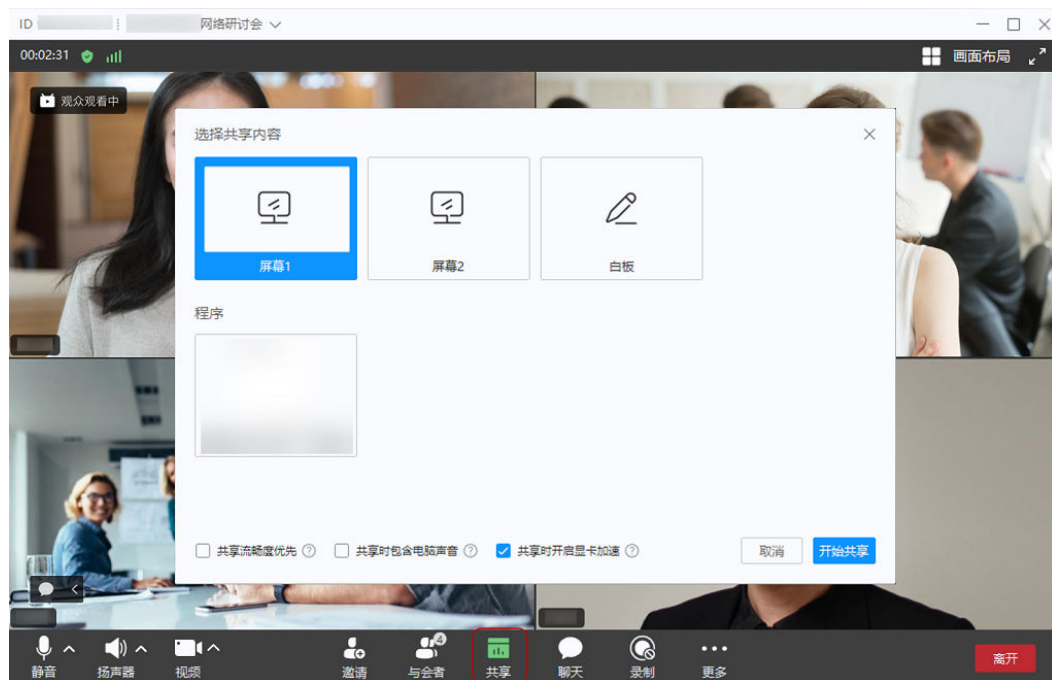 ID
网络研讨会
00:02:31
画面布局
观众观看中
选择共享内容
屏幕1
屏幕2
白板
程序
共享流畅度优先
共享时包含电脑声音
共享时开启显卡加速
取消
开始共享
4
静音
扬声器
视频
邀请
与会者
共享
聊天
录制
更多
离开